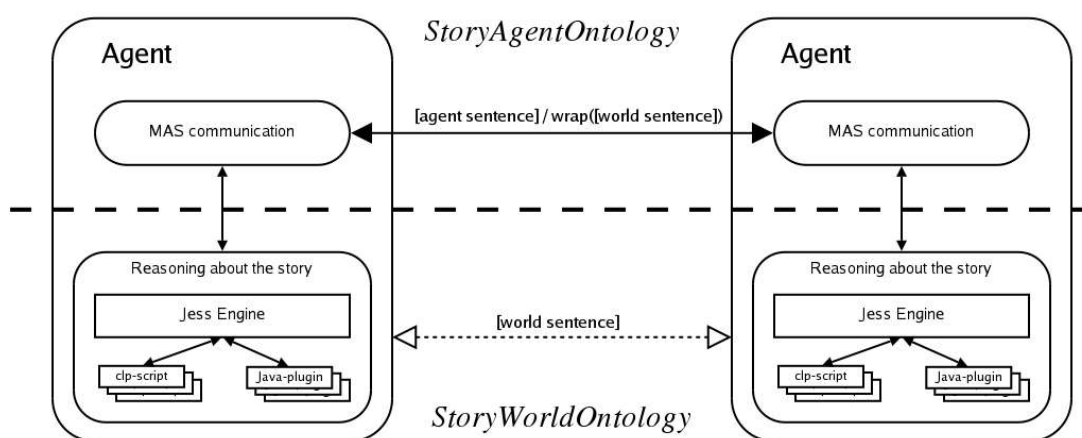 StoryAgentOntology
Agent
Agent
[agent sentence] / wrap([world sentence])
MAS communication
MAS communication
Reasoning about the story
Reasoning about the story
Jess Engine
Jess Engine
[world sentence]
clp-script
Java-plugin
clp-script
Java-plugin
StoryWorldOntology